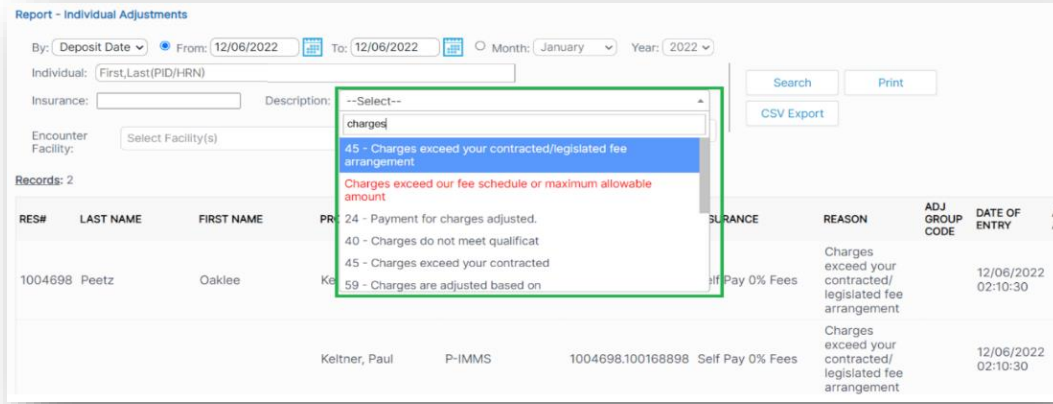 Report - Individual Adjustments
By: Deposit Date From: 12/06/2022 To: 12/06/2022 Month: January Year: 2022
Individual: First,Last(PID/HRN)
Search Print
Insurance: Description: --Select--
CSV Export
charges
Encounter
Facility: Select Facility(s)
45 - Charges exceed your contracted/legislated fee
arrangement
Charges exceed our fee schedule or maximum allowable
amount
24 - Payment for charges adjusted.
40 - Charges do not meet qualificat
45 - Charges exceed your contracted
59 - Charges are adjusted based on
Records: 2
RES# LAST NAME FIRST NAME REASON ADJ GROUP CODE DATE OF ENTRY
1004698 Peetz Oaklee Pay 0% Fees
Charges
exceed your
contracted/
legislated fee
arrangement
12/06/2022
02:10:30
Keltner, Paul P-IMMS 1004698.100168898 Self Pay 0% Fees
Charges
exceed your
contracted/
legislated fee
arrangement
12/06/2022
02:10:30